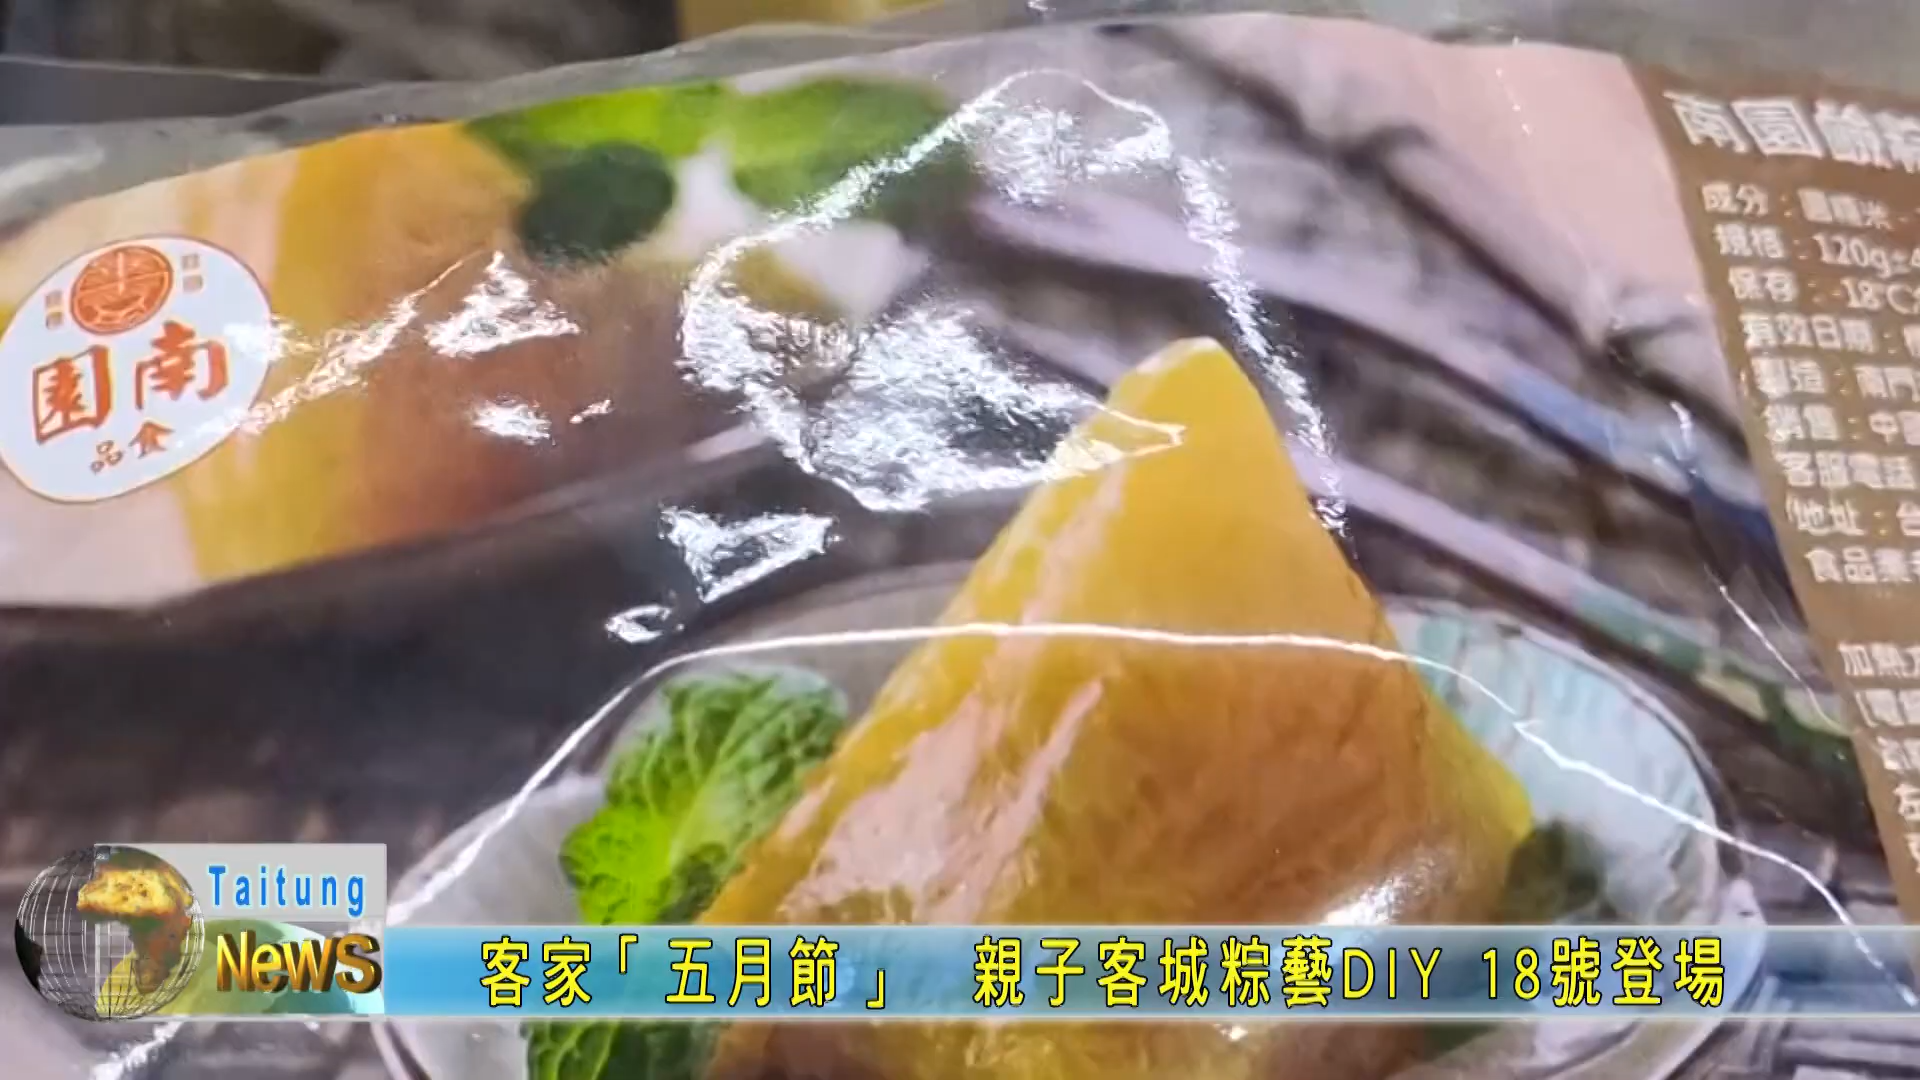 南園鹼粽
成分：圓糯米
規格：120g±4
保存：-18℃
有效日期：
製造：南門
銷售：中
客服電話
地址：台
食品業者
加熱
南園
食品
Taitung
News
客家「五月節」 親子客城粽藝DIY 18號登場